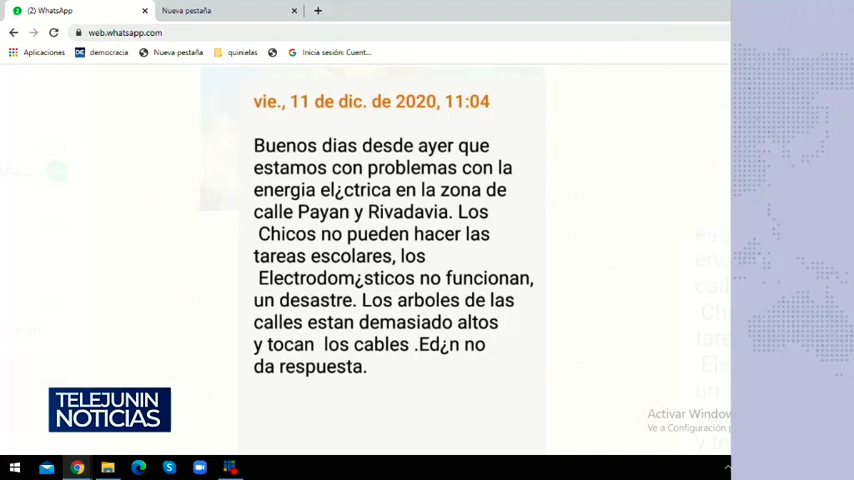 (2) WhatsApp
Nueva pestaña
web.whatsapp.com
Aplicaciones
democracia
Nueva pestaña
quinielas
Inicia sesión: Cuent...
vie., 11 de dic. de 2020, 11:04
Buenos dias desde ayer que
estamos con problemas con la
energia el¿ctrica en la zona de
calle Payan y Rivadavia. Los
Chicos no pueden hacer las
tareas escolares, los
Electrodom¿sticos no funcionan,
un desastre. Los arboles de las
calles estan demasiado altos
y tocan los cables .Ed¿n no
da respuesta.
TELEJUNIN
NOTICIAS
Activar Window
Ve a Configuración